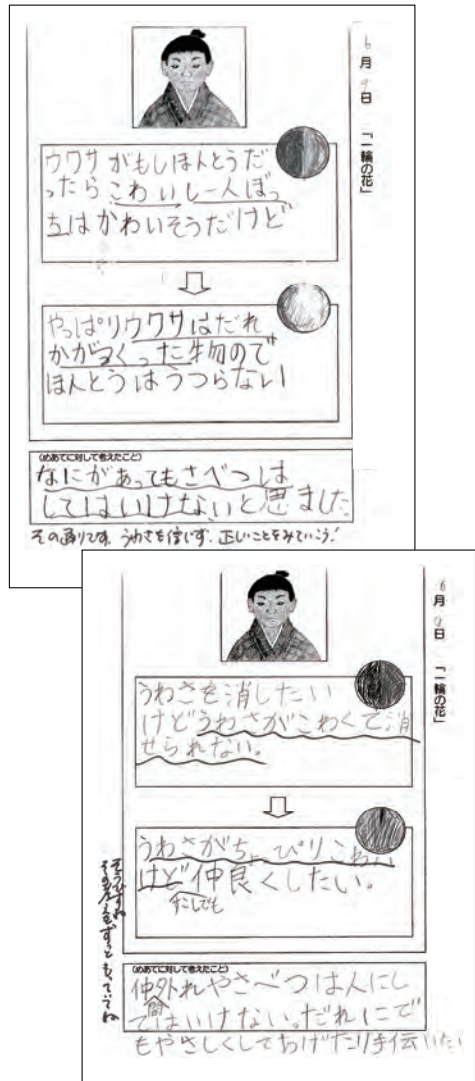 6月9日 「一輪の花」
ウワサがもしほんとうだ
ったらこわいし一人ぼっ
ちはかわいそうだけど
やっぱりウワサはだれ
かがつくった物ので
ほんとうはうつらない
(めあてに対して考えたこと)
なにがあってもさべつは
してはいけないと思ました。
その通りです。うわさを信じず、正しいことをみていこう!
月 日 「一輪の花」
うわさを消したい
けどうわさがこわくて消
せられない。
うわさがちょっぴりこわい
けど仲良くしたい。
すこしでも
そうですね
その考えをずっともっていてね
(めあてに対して考えたこと)
仲間外れやさべつは人にし
てはいけない。だれにで
もやさしくしてあげたり手伝いたい